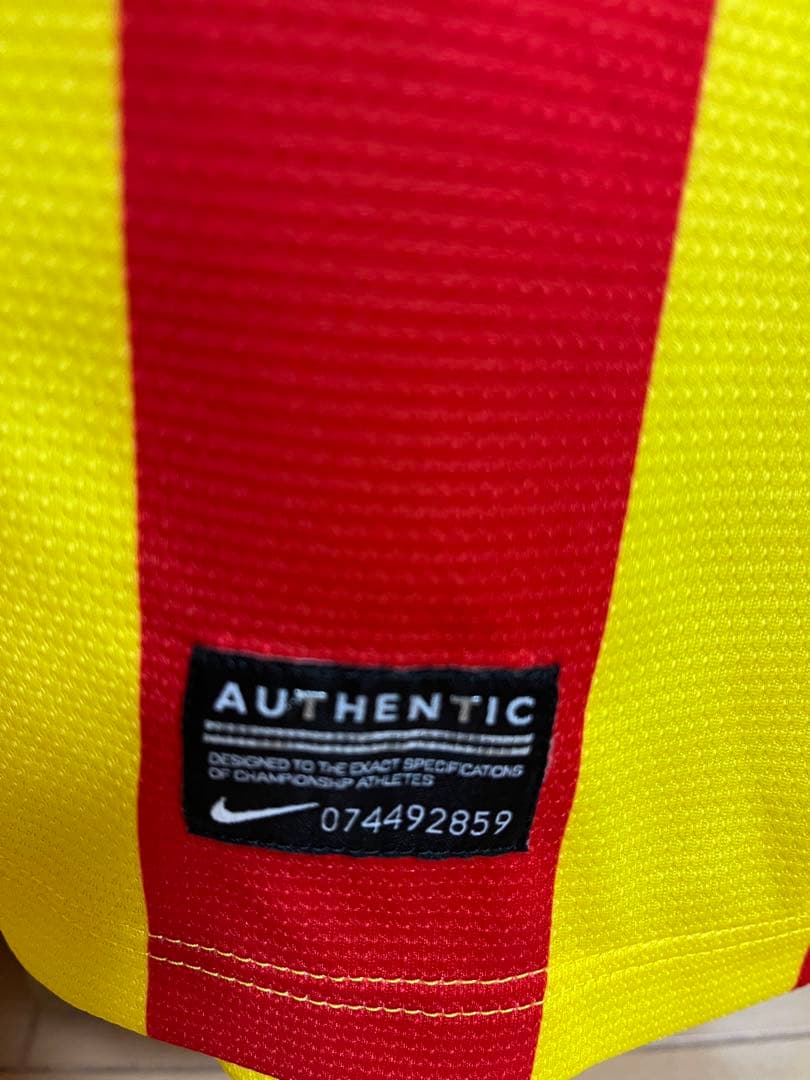 AUTHENTIC
DESIGNED TO THE EXACT SPECIFICATIONS
OF CHAMPIONSHIP ATHLETES
074492859